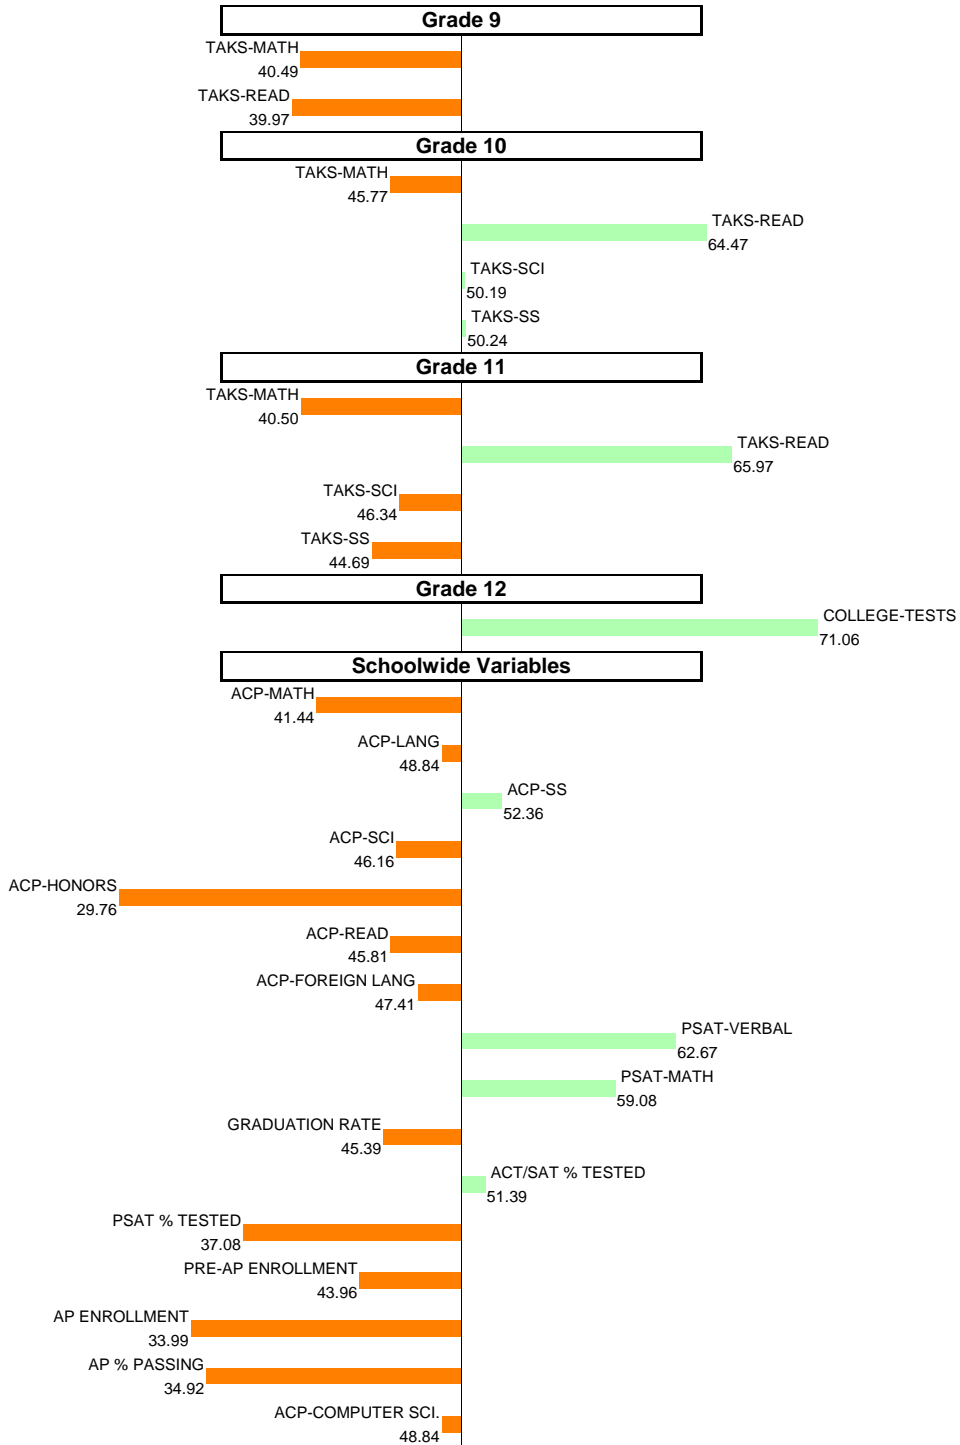 Grade 9
TAKS-MATH
40.49
TAKS-READ
39.97
Grade 10
TAKS-MATH
45.77
TAKS-READ
64.47
TAKS-SCI
50.19
TAKS-SS
50.24
Grade 11
TAKS-MATH
40.50
TAKS-READ
65.97
TAKS-SCI
46.34
TAKS-SS
44.69
Grade 12
COLLEGE-TESTS
71.06
Schoolwide Variables
ACP-MATH
41.44
ACP-LANG
48.84
ACP-SS
52.36
ACP-SCI
46.16
ACP-HONORS
29.76
ACP-READ
45.81
ACP-FOREIGN LANG
47.41
PSAT-VERBAL
62.67
PSAT-MATH
59.08
GRADUATION RATE
45.39
ACT/SAT % TESTED
51.39
PSAT % TESTED
37.08
PRE-AP ENROLLMENT
43.96
AP ENROLLMENT
33.99
AP % PASSING
34.92
ACP-COMPUTER SCI.
48.84